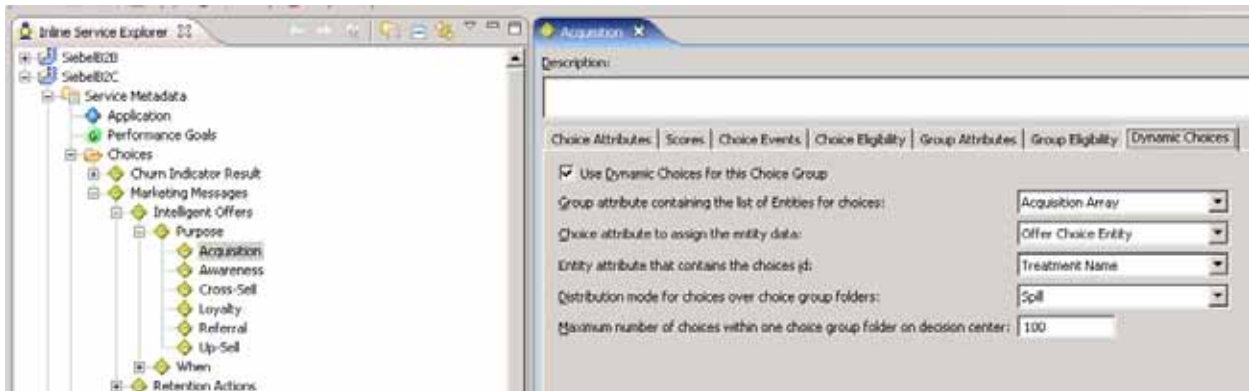 Inline Service Explorer
SiebelB2B
SiebelB2C
Service Metadata
Application
Performance Goals
Choices
Churn Indicator Result
Marketing Messages
Intelligent Offers
Purpose
Acquisition
Awareness
Cross-Sell
Loyalty
Referral
Up-Sell
When
Retention Actions
Acquisition
Description:
Choice Attributes Scores Choice Events Choice Eligibility Group Attributes Group Eligibility Dynamic Choices
Use Dynamic Choices for this Choice Group
Group attribute containing the list of Entities for choices: Acquisition Array
Choice attribute to assign the entity data: Offer Choice Entity
Entity attribute that contains the choices id: Treatment Name
Distribution mode for choices over choice group folders: Spill
Maximum number of choices within one choice group folder on decision center: 100